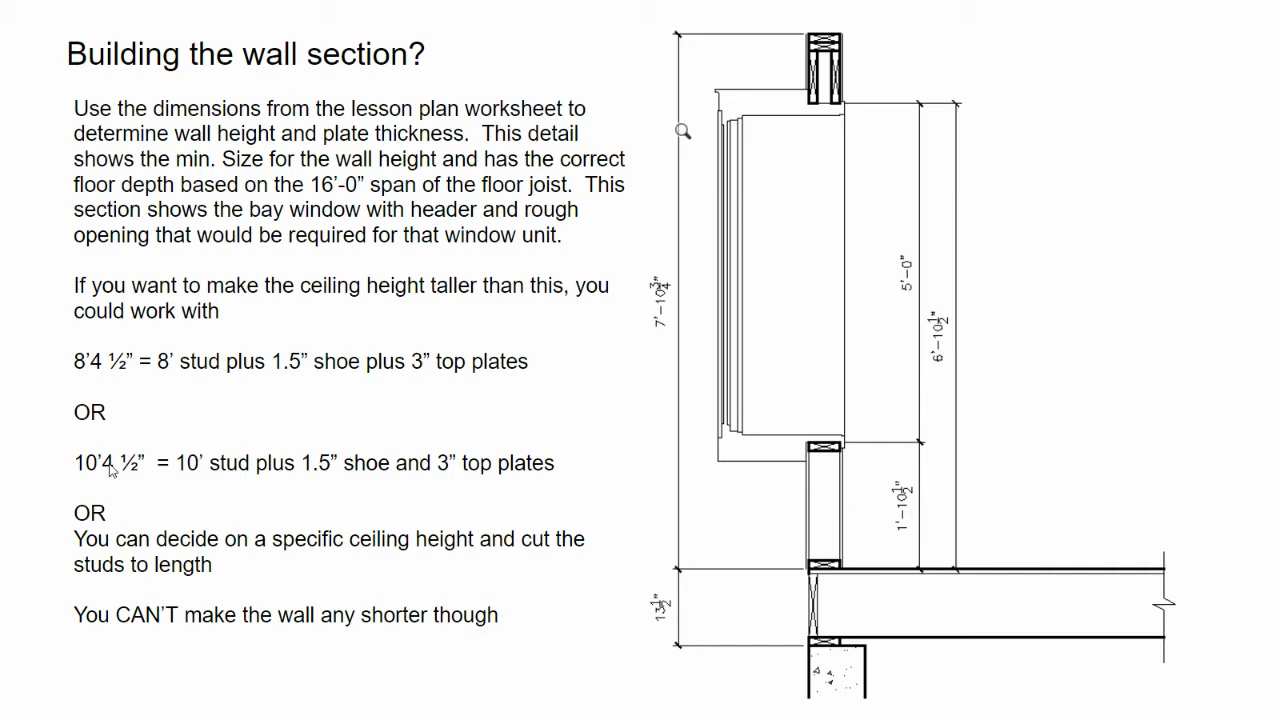 Building the wall section?
Use the dimensions from the lesson plan worksheet to
determine wall height and plate thickness.  This detail
shows the min. Size for the wall height and has the correct
floor depth based on the 16’-0” span of the floor joist.  This
section shows the bay window with header and rough
opening that would be required for that window unit.
If you want to make the ceiling height taller than this, you
could work with
8’4 ½” = 8’ stud plus 1.5” shoe plus 3” top plates
OR
10’4 ½”  = 10’ stud plus 1.5” shoe and 3” top plates
OR
You can decide on a specific ceiling height and cut the
studs to length
You CAN’T make the wall any shorter though
7'-10¾"
5'-0"
6'-10½"
1'-10½"
13½"